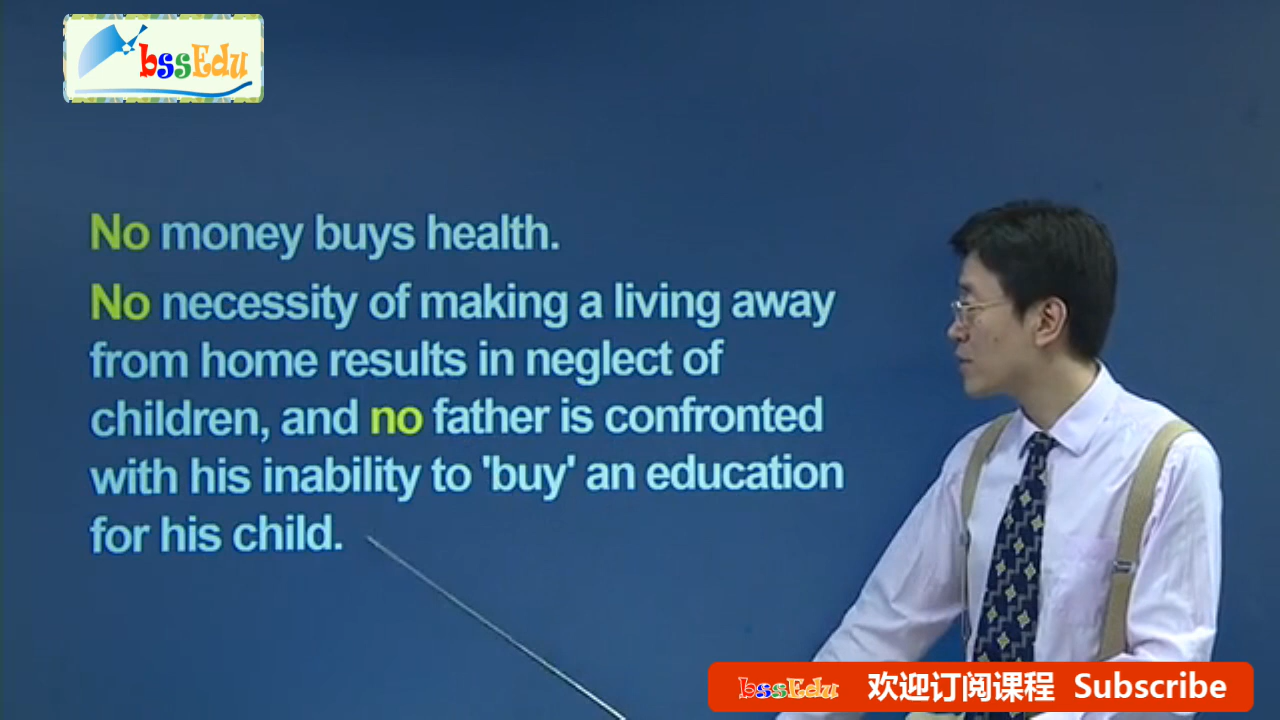 bssEdu
No money buys health.
No necessity of making a living away
from home results in neglect of
children, and no father is confronted
with his inability to 'buy' an education
for his child.
bssEdu 欢迎订阅课程 Subscribe